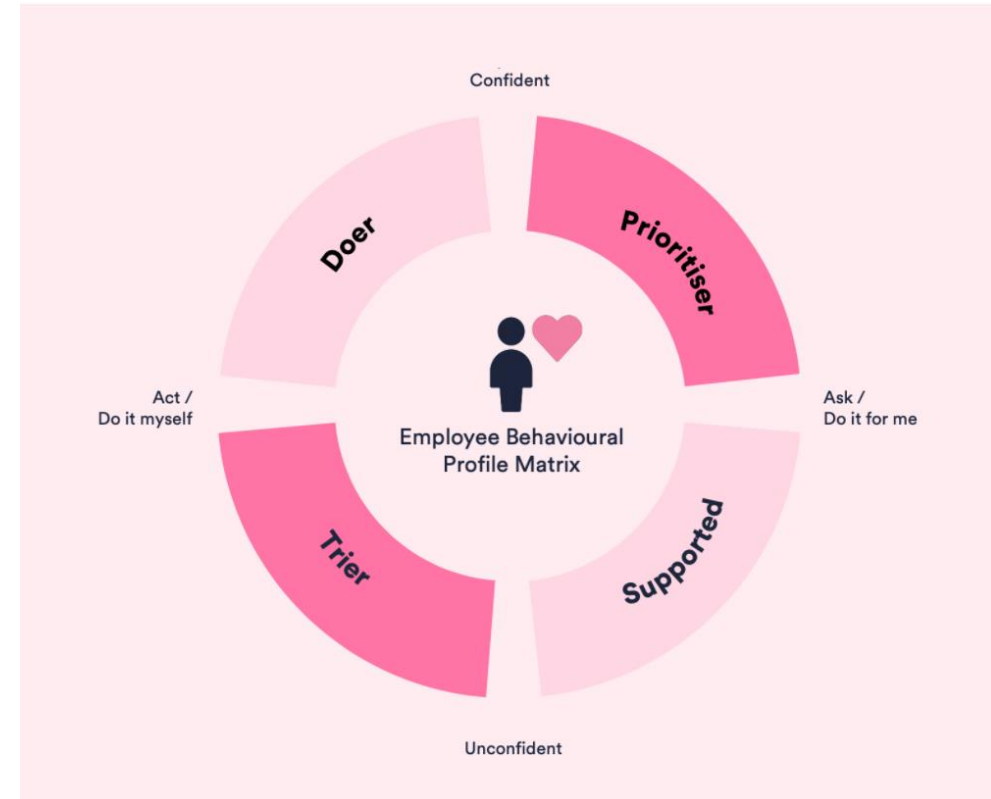 Confident
Doer
Prioritiser
Act /
Do it myself
Ask /
Do it for me
Employee Behavioural
Profile Matrix
Trier
Supported
Unconfident